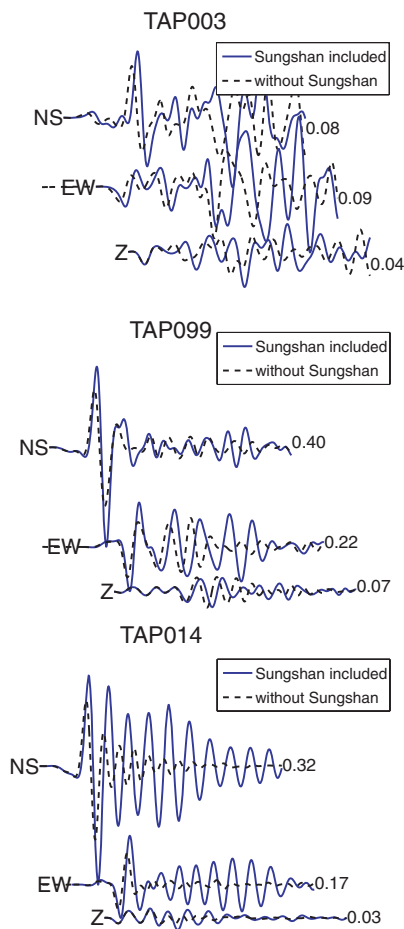 TAP003
Sungshan included
without Sungshan
NS
0.08
EW
0.09
Z
0.04
TAP099
Sungshan included
without Sungshan
NS
0.40
EW
0.22
Z
0.07
TAP014
Sungshan included
without Sungshan
NS
0.32
EW
0.17
Z
0.03